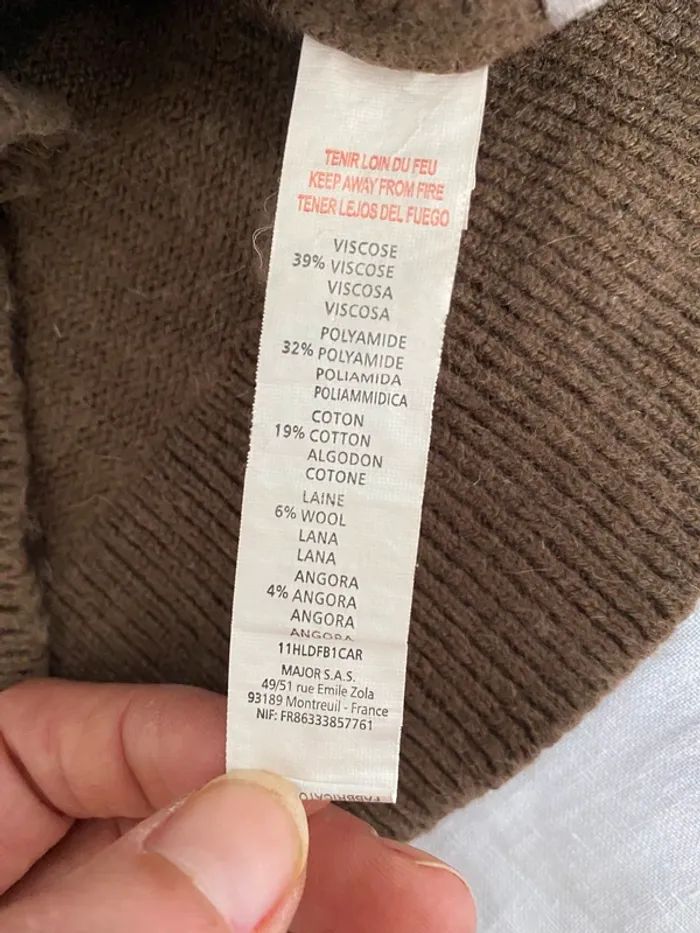 TENIR LOIN DU FEU
KEEP AWAY FROM FIRE
TENER LEJOS DEL FUEGO
VISCOSE
39% VISCOSE
VISCOSA
VISCOSA
POLYAMIDE
32% POLYAMIDE
POLIAMIDA
POLIAMMIDICA
COTON
19% COTTON
ALGODON
COTONE
LAINE
6% WOOL
LANA
LANA
ANGORA
4% ANGORA
ANGORA
ANGORA
11HLDFB1CAR
MAJOR S.A.S.
49/51 rue Emile Zola
93189 Montreuil - France
NIF: FR86333857761
FABBRICATO